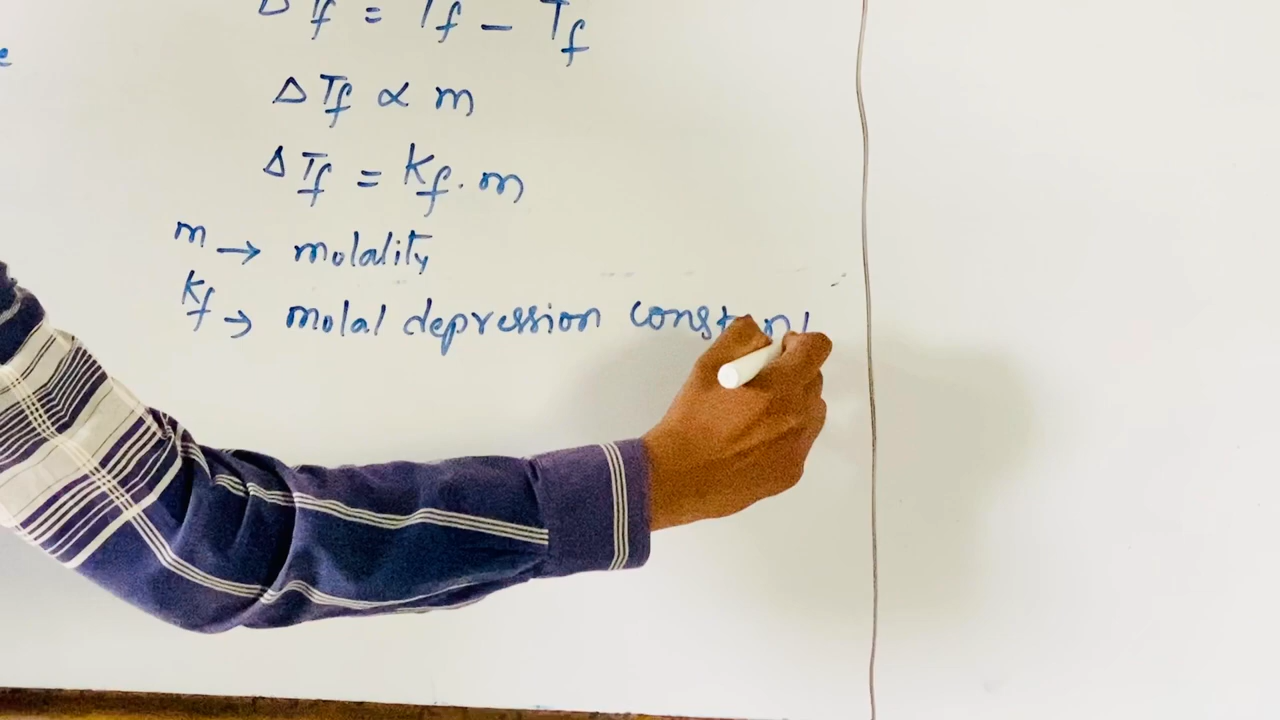 ΔTf = Tf - Tf
ΔTf ∝ m
ΔTf = Kf . m
m → molality
Kf → molal depression constant